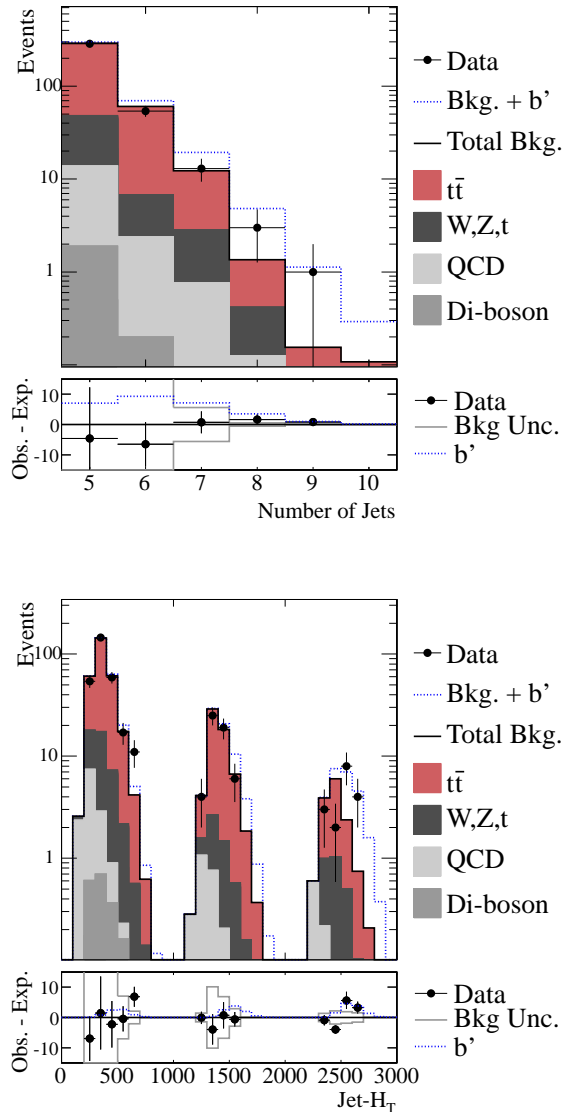 Events
100
10
1
Data
Bkg. + b'
Total Bkg.
tt̄
W,Z,t
QCD
Di-boson
Obs. - Exp.
10
0
-10
Data
Bkg Unc.
b'
5 6 7 8 9 10
Number of Jets
Events
100
10
1
Data
Bkg. + b'
Total Bkg.
tt̄
W,Z,t
QCD
Di-boson
Obs. - Exp.
10
0
-10
Data
Bkg Unc.
b'
0 500 1000 1500 2000 2500 3000
Jet-H_T